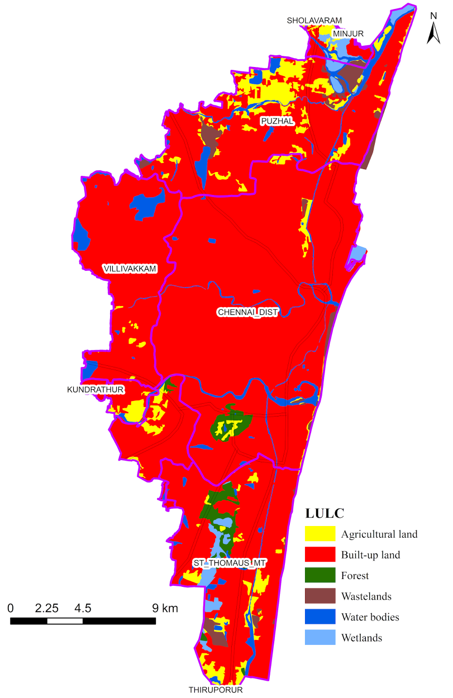 SHOLAVARAM
MINJUR
N
PUZHAL
VILLIVAKKAM
CHENNAI_DIST
KUNDRATHUR
ST_THOMAUS_MT
THIRUPORUR
LULC
Agricultural land
Built-up land
Forest
Wastelands
Water bodies
Wetlands
0 2.25 4.5 9 km